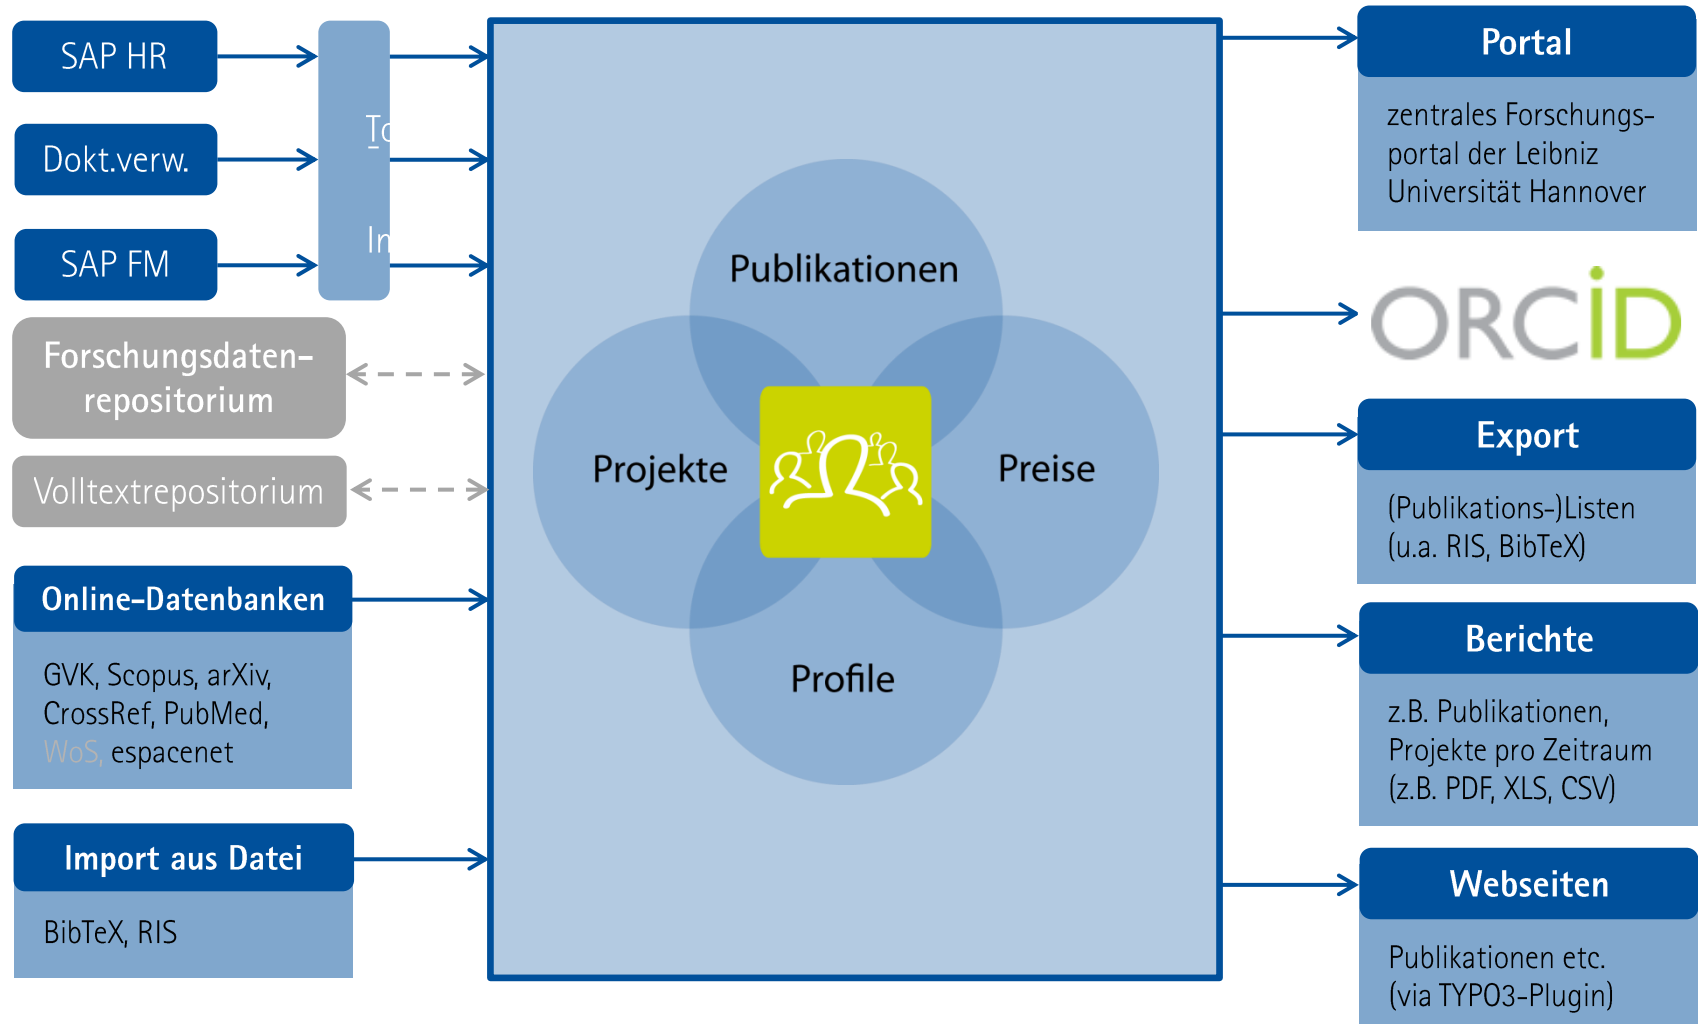 SAP HR
Dokt.verw.
SAP FM
Forschungsdaten-
repositorium
Volltextrepositorium
Online-Datenbanken
GVK, Scopus, arXiv,
CrossRef, PubMed,
WoS, espacenet
Import aus Datei
BibTeX, RIS
Publikationen
Projekte
Preise
Profile
Portal
zentrales Forschungs-
portal der Leibniz
Universität Hannover
ORCiD
Export
(Publikations-)Listen
(u.a. RIS, BibTeX)
Berichte
z.B. Publikationen,
Projekte pro Zeitraum
(z.B. PDF, XLS, CSV)
Webseiten
Publikationen etc.
(via TYPO3-Plugin)